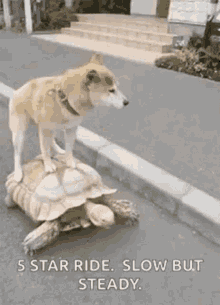 5 STAR RIDE. SLOW BUT
STEADY.